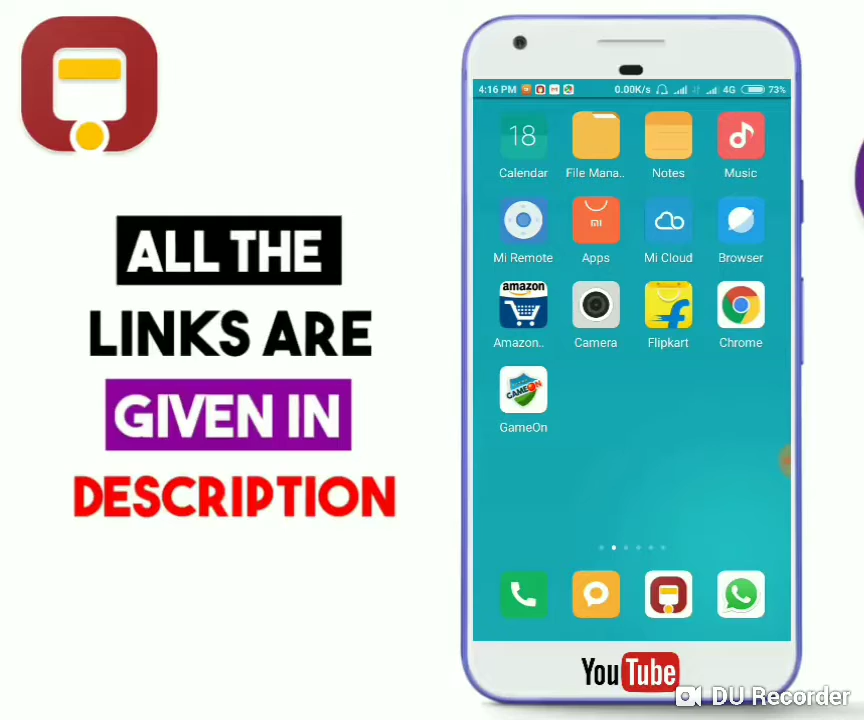 ALL THE
LINKS ARE
GIVEN IN
DESCRIPTION
4:16 PM 0.00K/s 4G 73%
18
Calendar File Mana.. Notes Music
mi
Mi Remote Apps Mi Cloud Browser
amazon
Amazon.. Camera Flipkart Chrome
GAMEON
GameOn
YouTube
DU Recorder